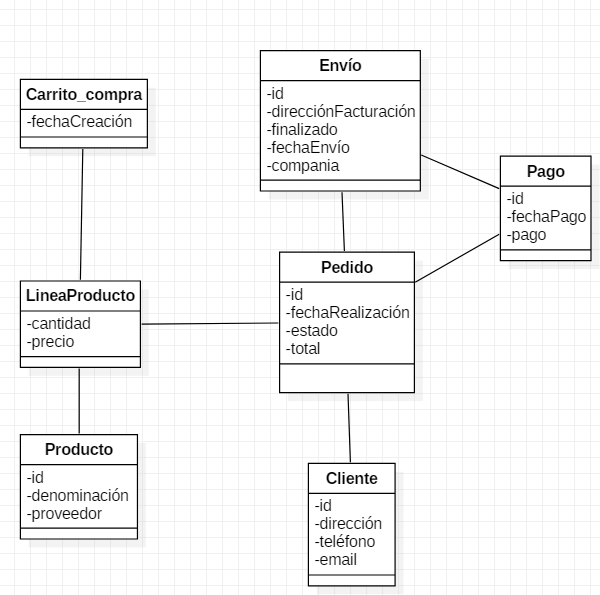 Envío
-id
-direcciónFacturación
-finalizado
-fechaEnvío
-compania
Carrito_compra
-fechaCreación
Pago
-id
-fechaPago
-pago
Pedido
-id
-fechaRealización
-estado
-total
LineaProducto
-cantidad
-precio
Producto
-id
-denominación
-proveedor
Cliente
-id
-dirección
-teléfono
-email